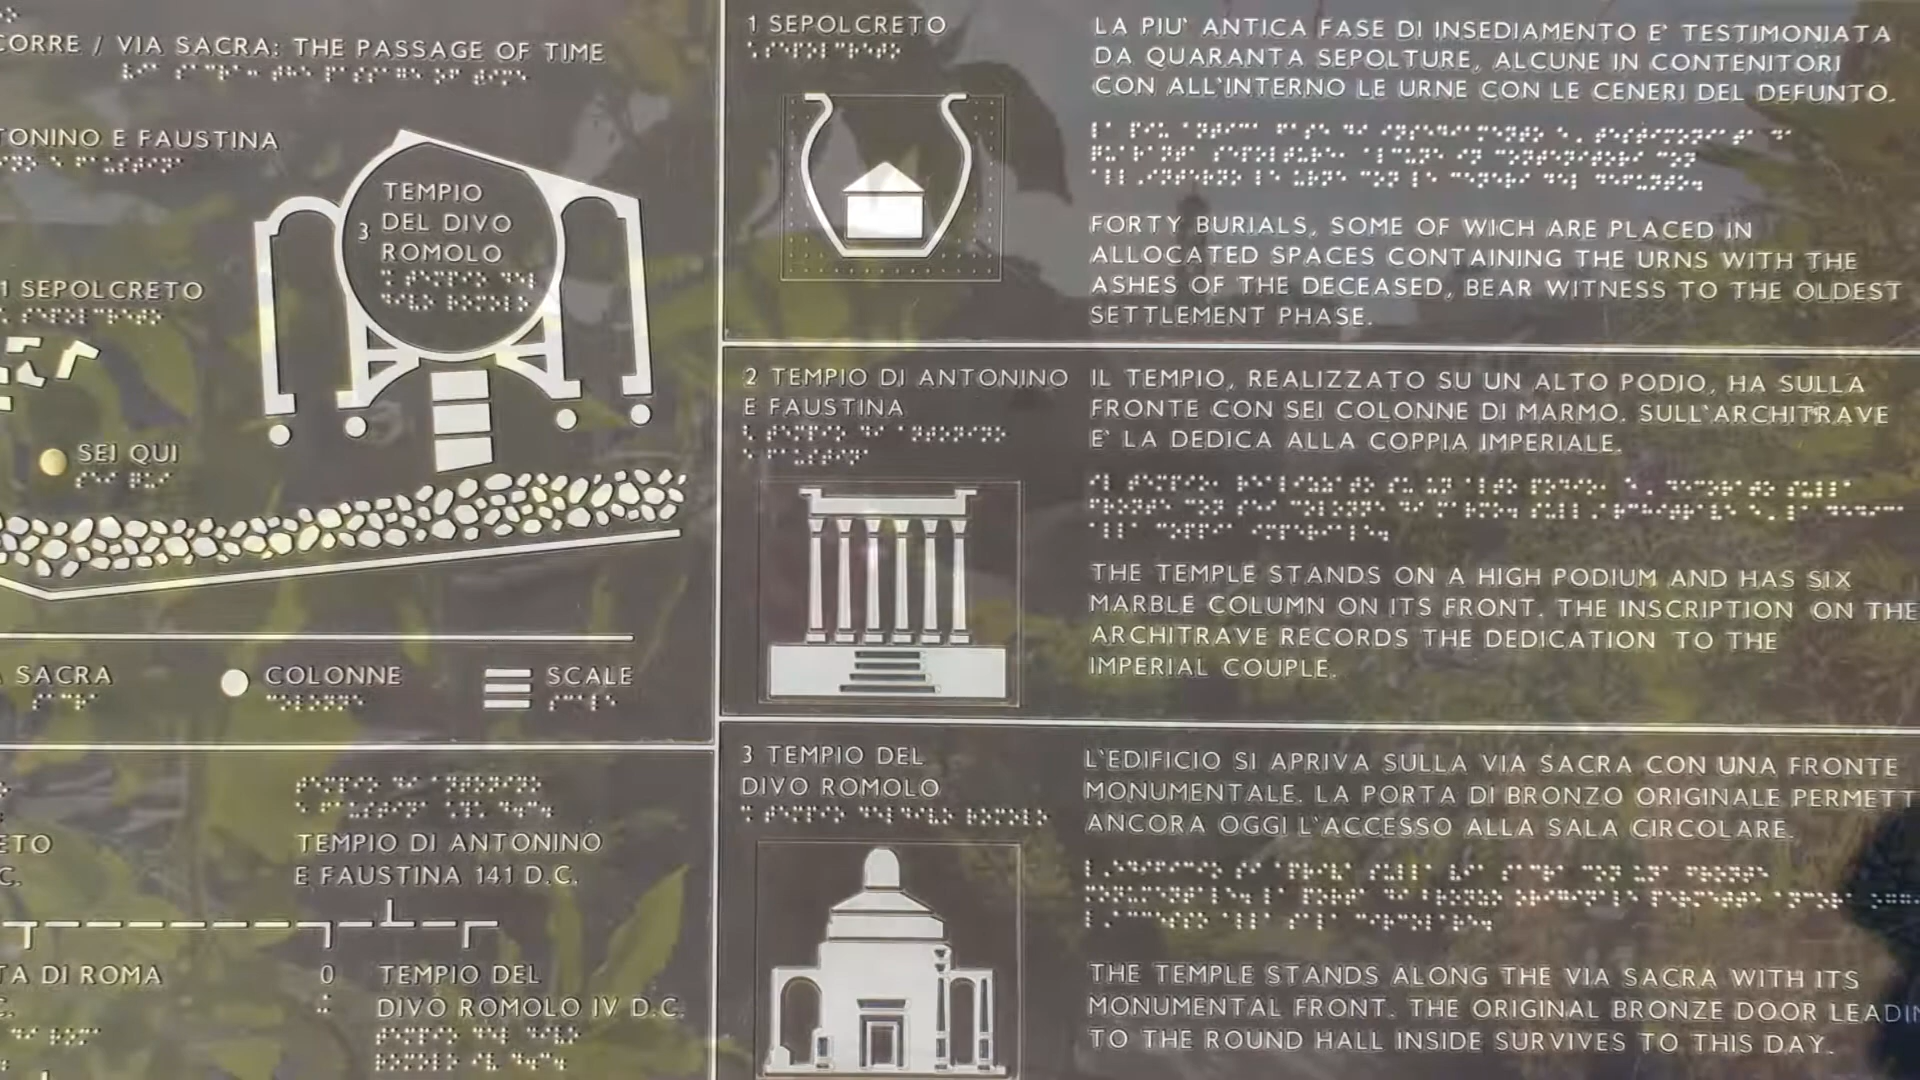 CORRE / VIA SACRA: THE PASSAGE OF TIME
TONINO E FAUSTINA
3 TEMPIO
DEL DIVO
ROMOLO
1 SEPOLCRETO
SEI QUI
SACRA
COLONNE
SCALE
TEMPIO DI ANTONINO
E FAUSTINA 141 D.C.
ETO
C.
TA DI ROMA
C.
0
TEMPIO DEL
DIVO ROMOLO IV D.C.
1 SEPOLCRETO
LA PIU' ANTICA FASE DI INSEDIAMENTO E' TESTIMONIATA
DA QUARANTA SEPOLTURE, ALCUNE IN CONTENITORI
CON ALL'INTERNO LE URNE CON LE CENERI DEL DEFUNTO.
FORTY BURIALS, SOME OF WICH ARE PLACED IN
ALLOCATED SPACES CONTAINING THE URNS WITH THE
ASHES OF THE DECEASED, BEAR WITNESS TO THE OLDEST
SETTLEMENT PHASE.
2 TEMPIO DI ANTONINO
E FAUSTINA
IL TEMPIO, REALIZZATO SU UN ALTO PODIO, HA SULLA
FRONTE CON SEI COLONNE DI MARMO. SULL'ARCHITRAVE
E' LA DEDICA ALLA COPPIA IMPERIALE.
THE TEMPLE STANDS ON A HIGH PODIUM AND HAS SIX
MARBLE COLUMN ON ITS FRONT. THE INSCRIPTION ON THE
ARCHITRAVE RECORDS THE DEDICATION TO THE
IMPERIAL COUPLE.
3 TEMPIO DEL
DIVO ROMOLO
L'EDIFICIO SI APRIVA SULLA VIA SACRA CON UNA FRONTE
MONUMENTALE. LA PORTA DI BRONZO ORIGINALE PERMETT
ANCORA OGGI L'ACCESSO ALLA SALA CIRCOLARE.
THE TEMPLE STANDS ALONG THE VIA SACRA WITH ITS
MONUMENTAL FRONT. THE ORIGINAL BRONZE DOOR LEADIN
TO THE ROUND HALL INSIDE SURVIVES TO THIS DAY.